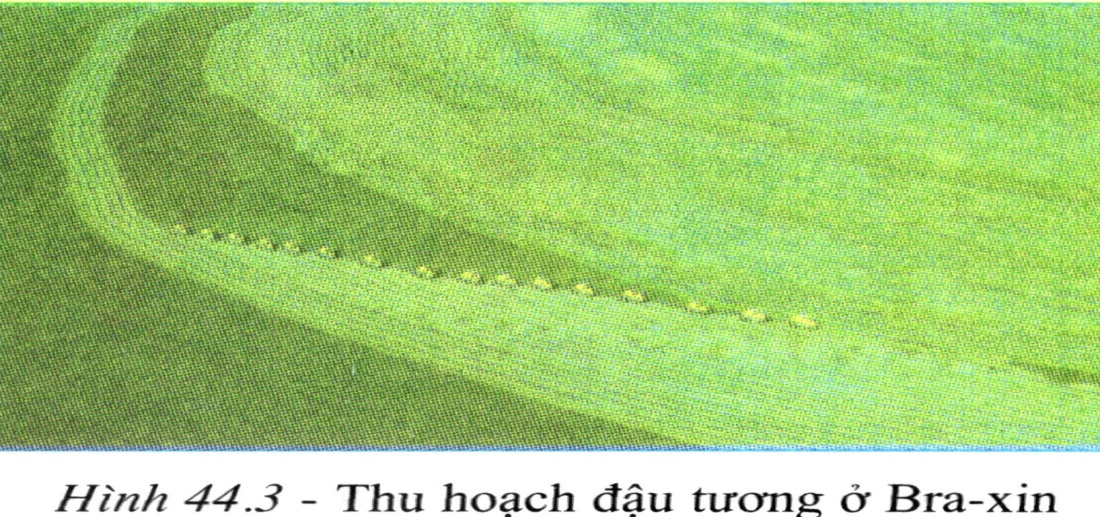 Hình 44.3 - Thu hoạch đậu tương ở Bra-xin